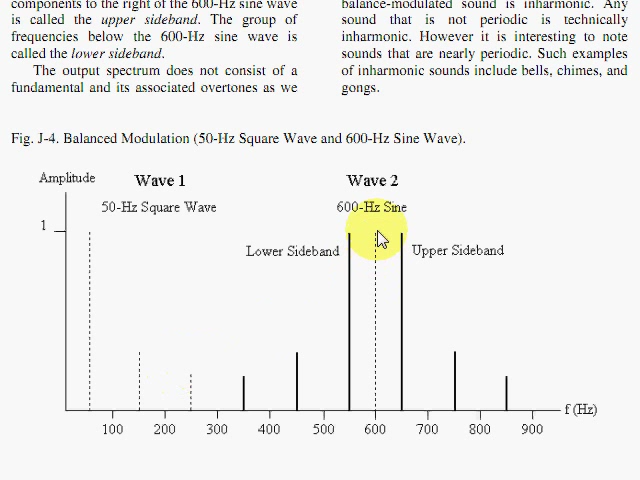 components to the right of the 600-Hz sine wave
is called the upper sideband. The group of
frequencies below the 600-Hz sine wave is
called the lower sideband.
The output spectrum does not consist of a
fundamental and its associated overtones as we
balance-modulated sound is inharmonic. Any
sound that is not periodic is technically
inharmonic. However it is interesting to note
sounds that are nearly periodic. Such examples
of inharmonic sounds include bells, chimes, and
gongs.
Fig. J-4. Balanced Modulation (50-Hz Square Wave and 600-Hz Sine Wave).
Amplitude
Wave 1
Wave 2
50-Hz Square Wave
600-Hz Sine
1
Lower Sideband
Upper Sideband
f (Hz)
100 200 300 400 500 600 700 800 900